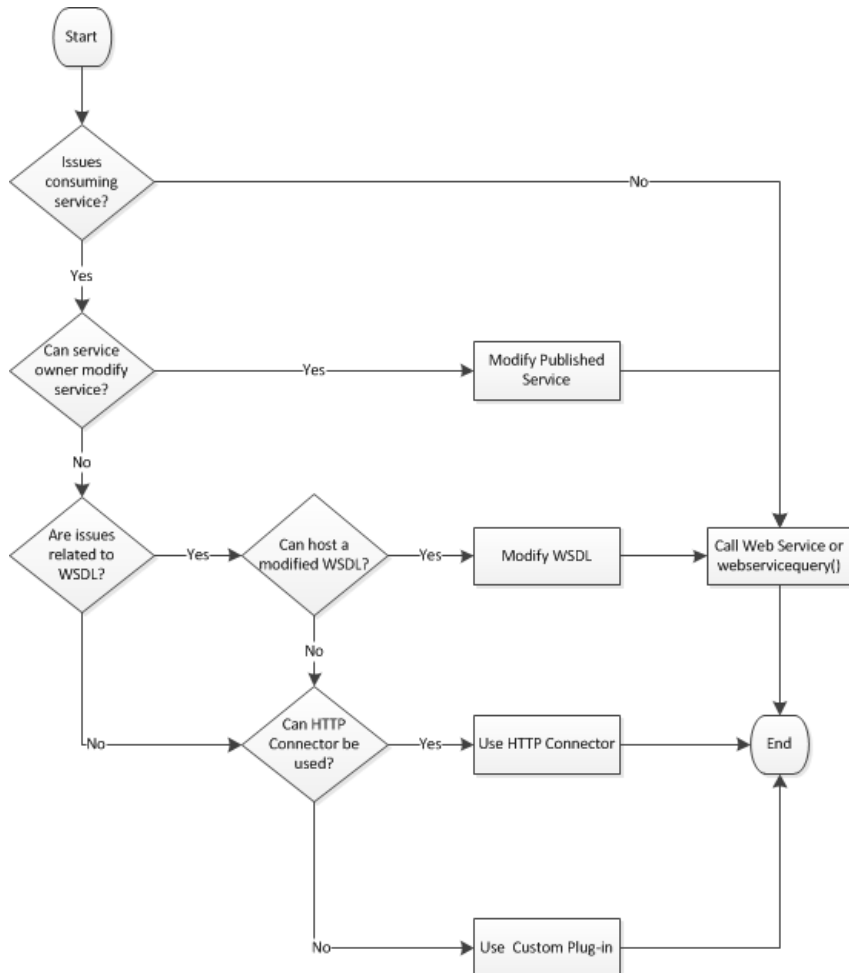 Start
Issues
consuming
service?
No
Yes
Can service
owner modify
service?
Yes
Modify Published
Service
No
Are issues
related to
WSDL?
Yes
Can host a
modified WSDL?
Yes
Modify WSDL
Call Web Service or
webservicequery()
No
No
Can HTTP
Connector be
used?
Yes
Use HTTP Connector
End
No
Use Custom Plug-in